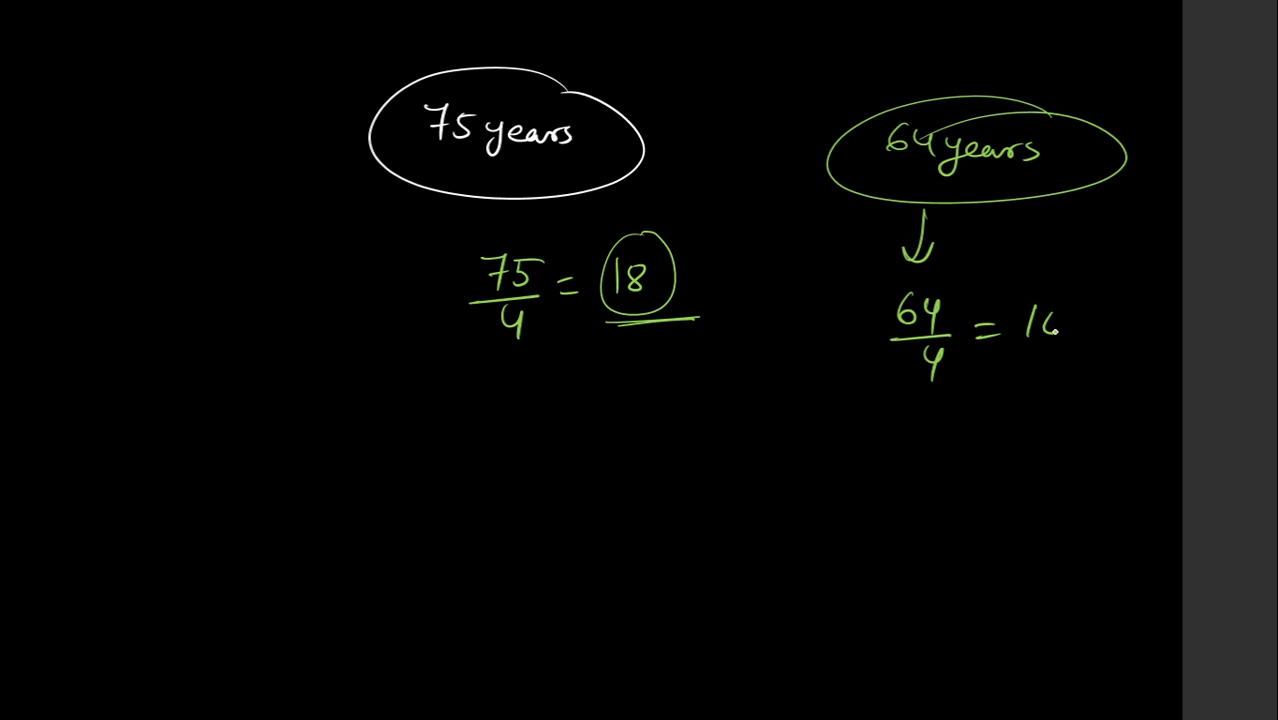 75 years
75/4 = 18
64 years
64/4 = 16